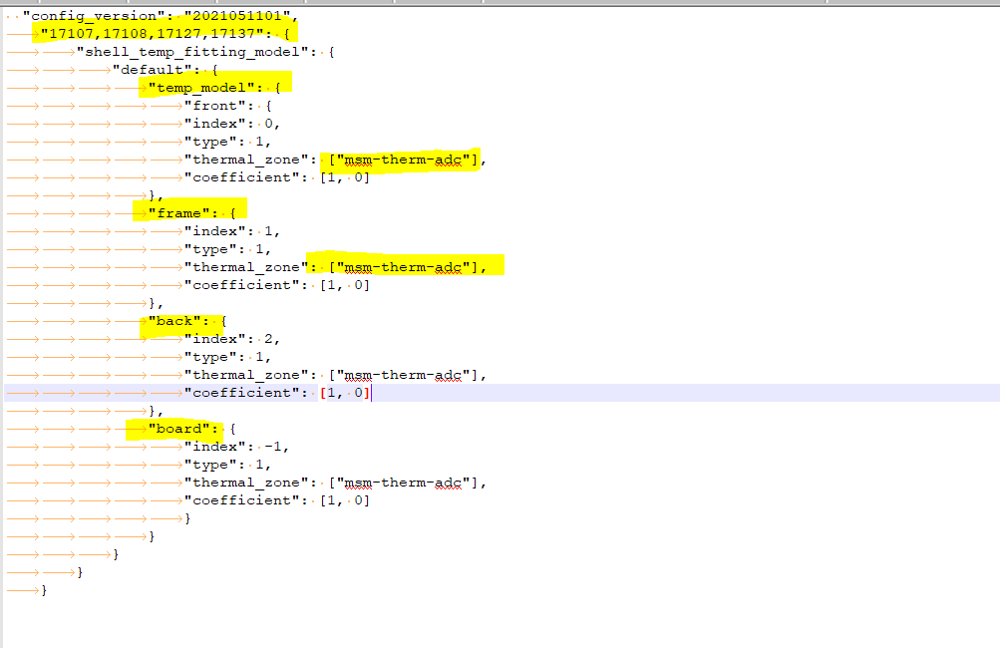 "config_version": "2021051101",
"17107,17108,17127,17137": {
"shell_temp_fitting_model": {
"default": {
"temp_model": {
"front": {
"index": 0,
"type": 1,
"thermal_zone": ["msm-therm-adc"],
"coefficient": [1, 0]
},
"frame": {
"index": 1,
"type": 1,
"thermal_zone": ["msm-therm-adc"],
"coefficient": [1, 0]
},
"back": {
"index": 2,
"type": 1,
"thermal_zone": ["msm-therm-adc"],
"coefficient": [1, 0]
},
"board": {
"index": -1,
"type": 1,
"thermal_zone": ["msm-therm-adc"],
"coefficient": [1, 0]
}
}
}
}
}